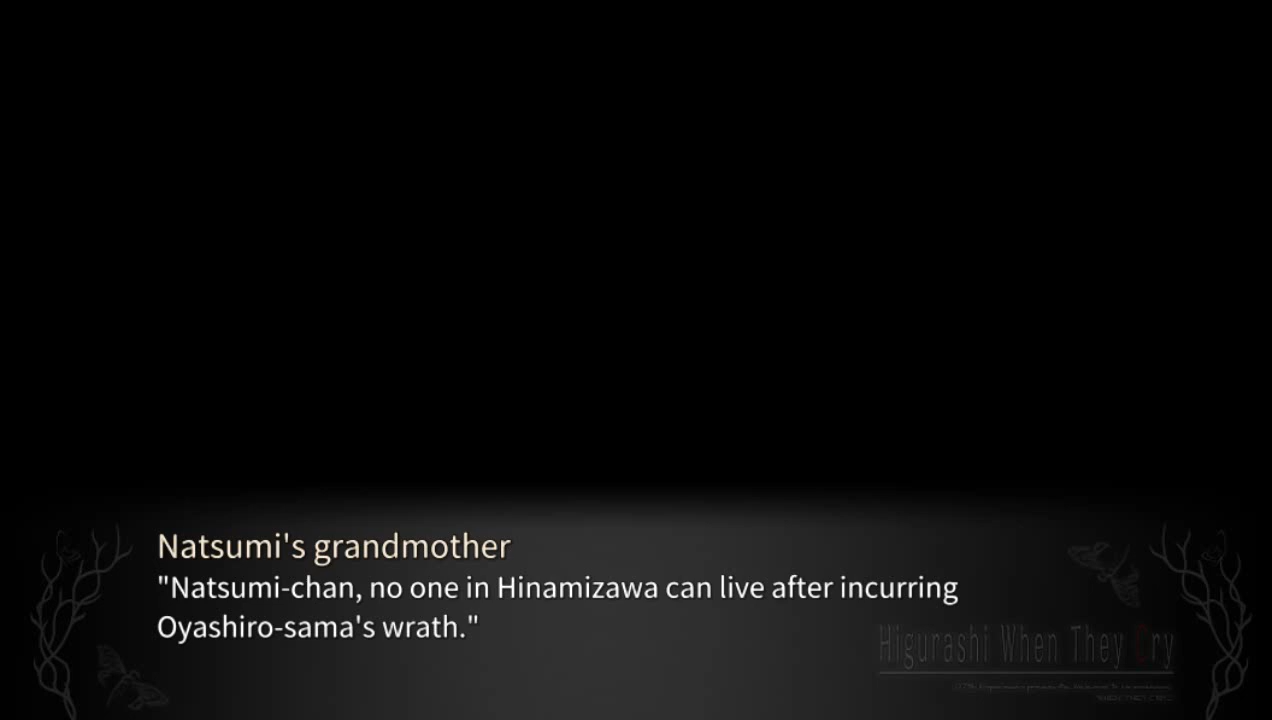 Natsumi's grandmother
"Natsumi-chan, no one in Hinamizawa can live after incurring
Oyashiro-sama's wrath."
Higurashi When They Cry